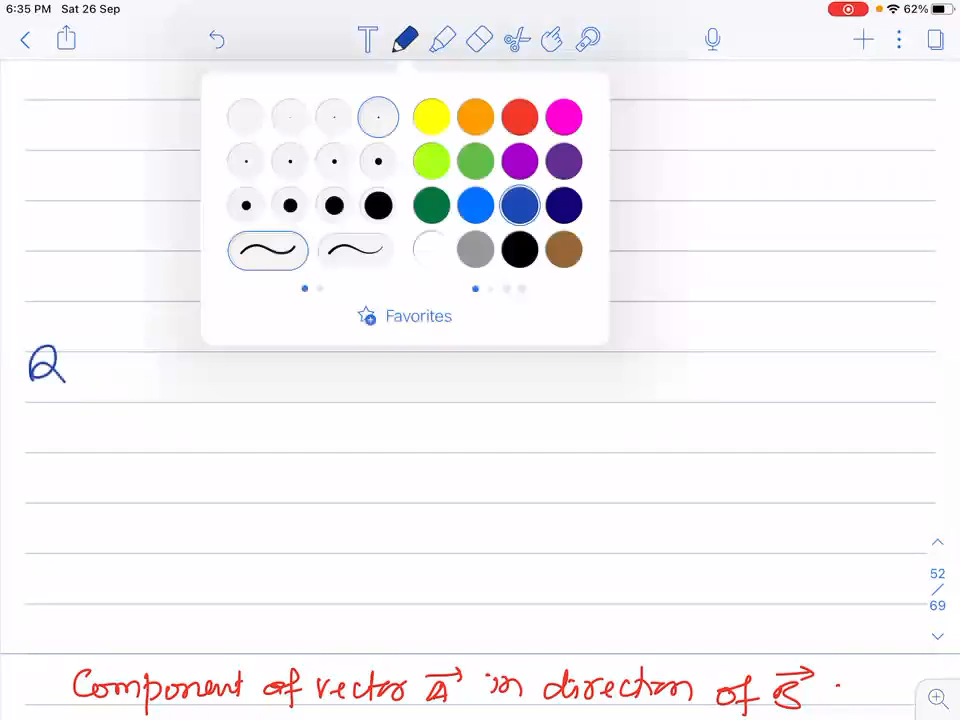 6:35 PM Sat 26 Sep 62%
T
Favorites
Q
52
/
69
Component of vector A⃗ in direction of B⃗ .